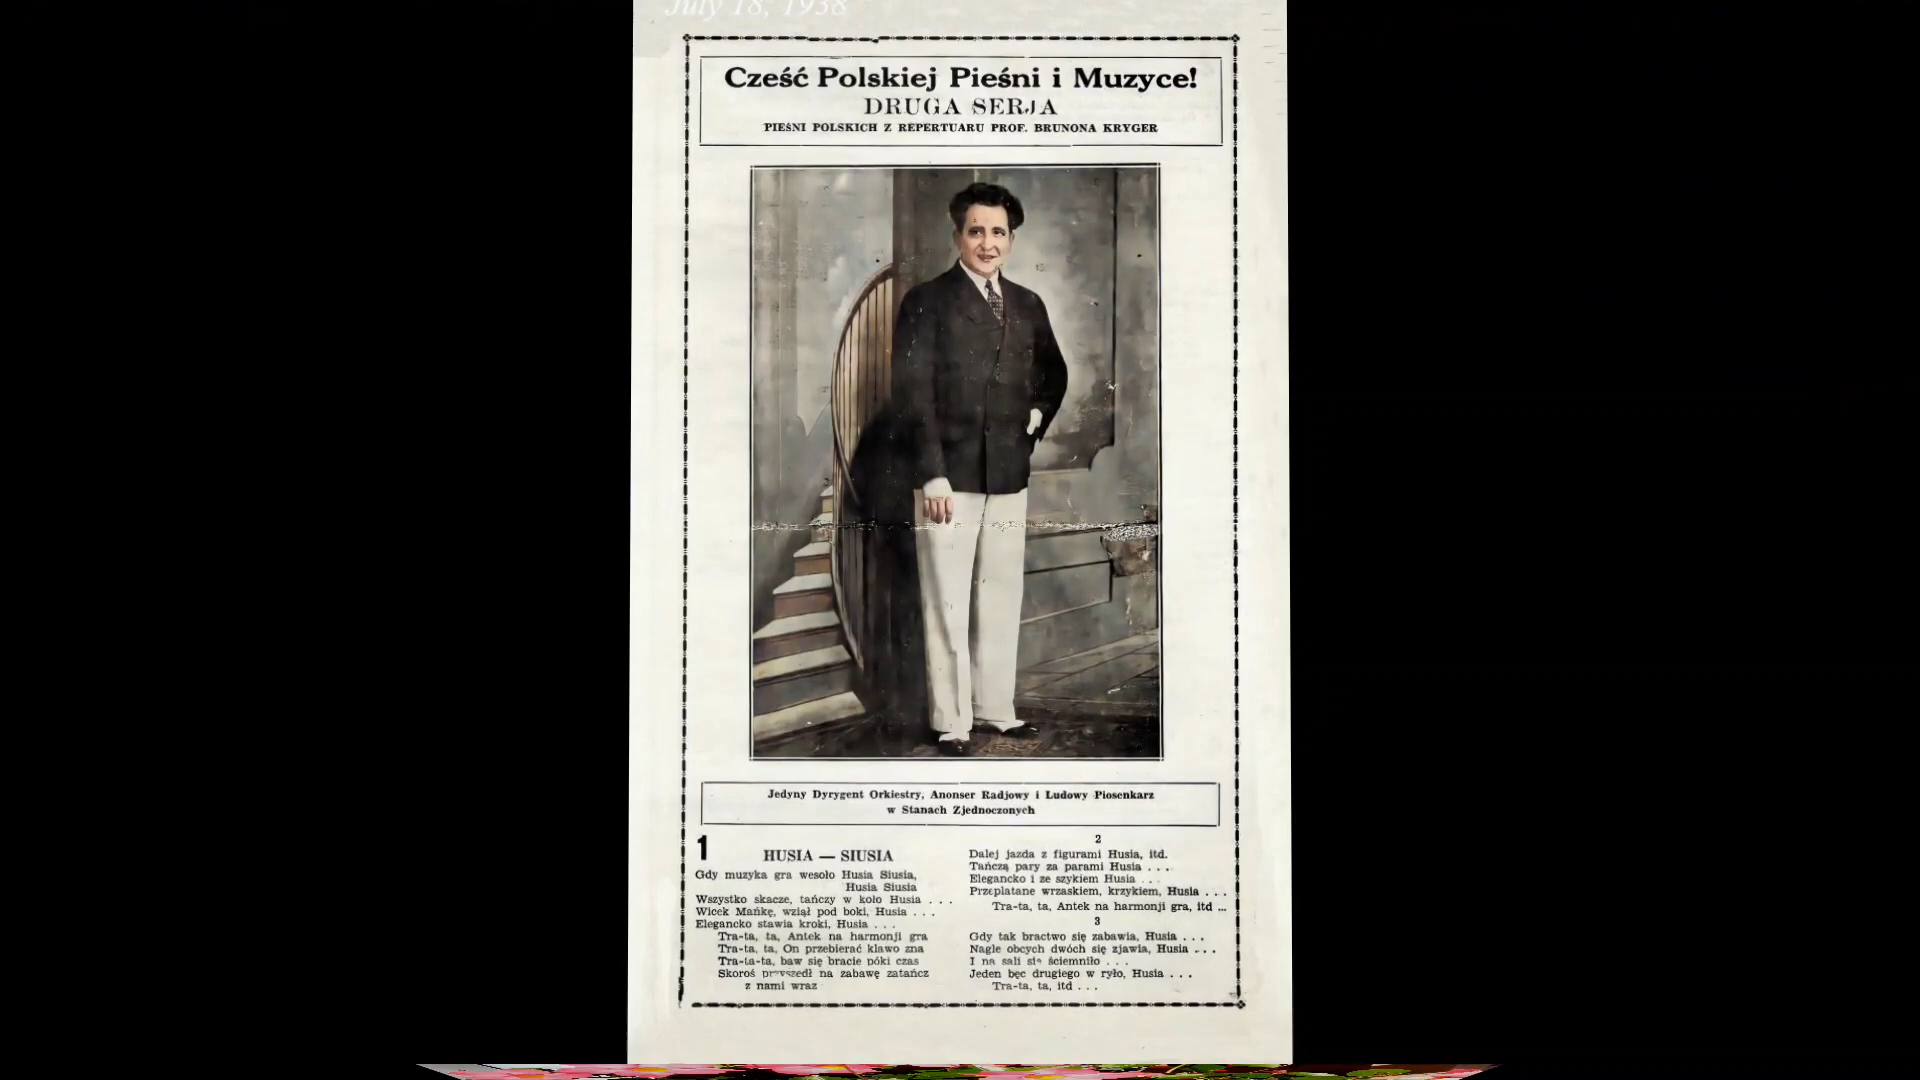 July 18, 1938
Cześć Polskiej Pieśni i Muzyce!
DRUGA SERJA
PIEŚNI POLSKICH Z REPERTUARU PROF. BRUNONA KRYGER
Jedyny Dyrygent Orkiestry, Anonser Radjowy i Ludowy Piosenkarz
w Stanach Zjednoczonych
1
HUSIA — SIUSIA
Gdy muzyka gra wesoło Husia Siusia,
Husia Siusia
Wszystko skacze, tańczy w koło Husia . . .
Wicek Mańkę, wziął pod boki, Husia . . .
Elegancko stawia kroki, Husia . . .
Tra-ta, ta, Antek na harmonji gra
Tra-ta, ta, On przebierać klawo zna
Tra-ta-ta, baw się bracie póki czas
Skoroś przyszedł na zabawę zatańcz
z nami wraz
2
Dalej jazda z figurami Husia, itd.
Tańczą pary za parami Husia . . .
Elegancko i ze szykiem Husia . . .
Przeplatane wrzaskiem, krzykiem, Husia . . .
Tra-ta, ta, Antek na harmonji gra, itd ...
3
Gdy tak bractwo się zabawia, Husia . . .
Nagle obcych dwóch się zjawia, Husia . . .
I na sali się ściemniło . . .
Jeden bęc drugiego w ryło, Husia . . .
Tra-ta, ta, itd . . .